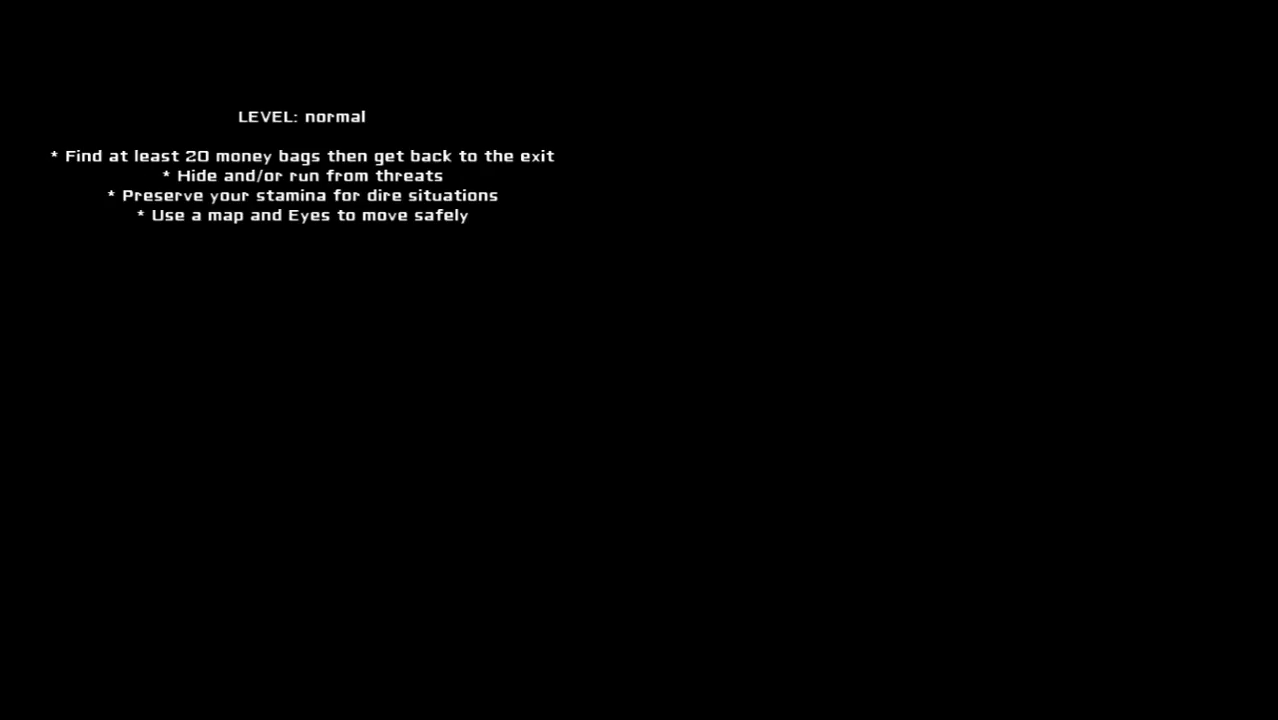 LEVEL: normal
* Find at least 20 money bags then get back to the exit
* Hide and/or run from threats
* Preserve your stamina for dire situations
* Use a map and Eyes to move safely